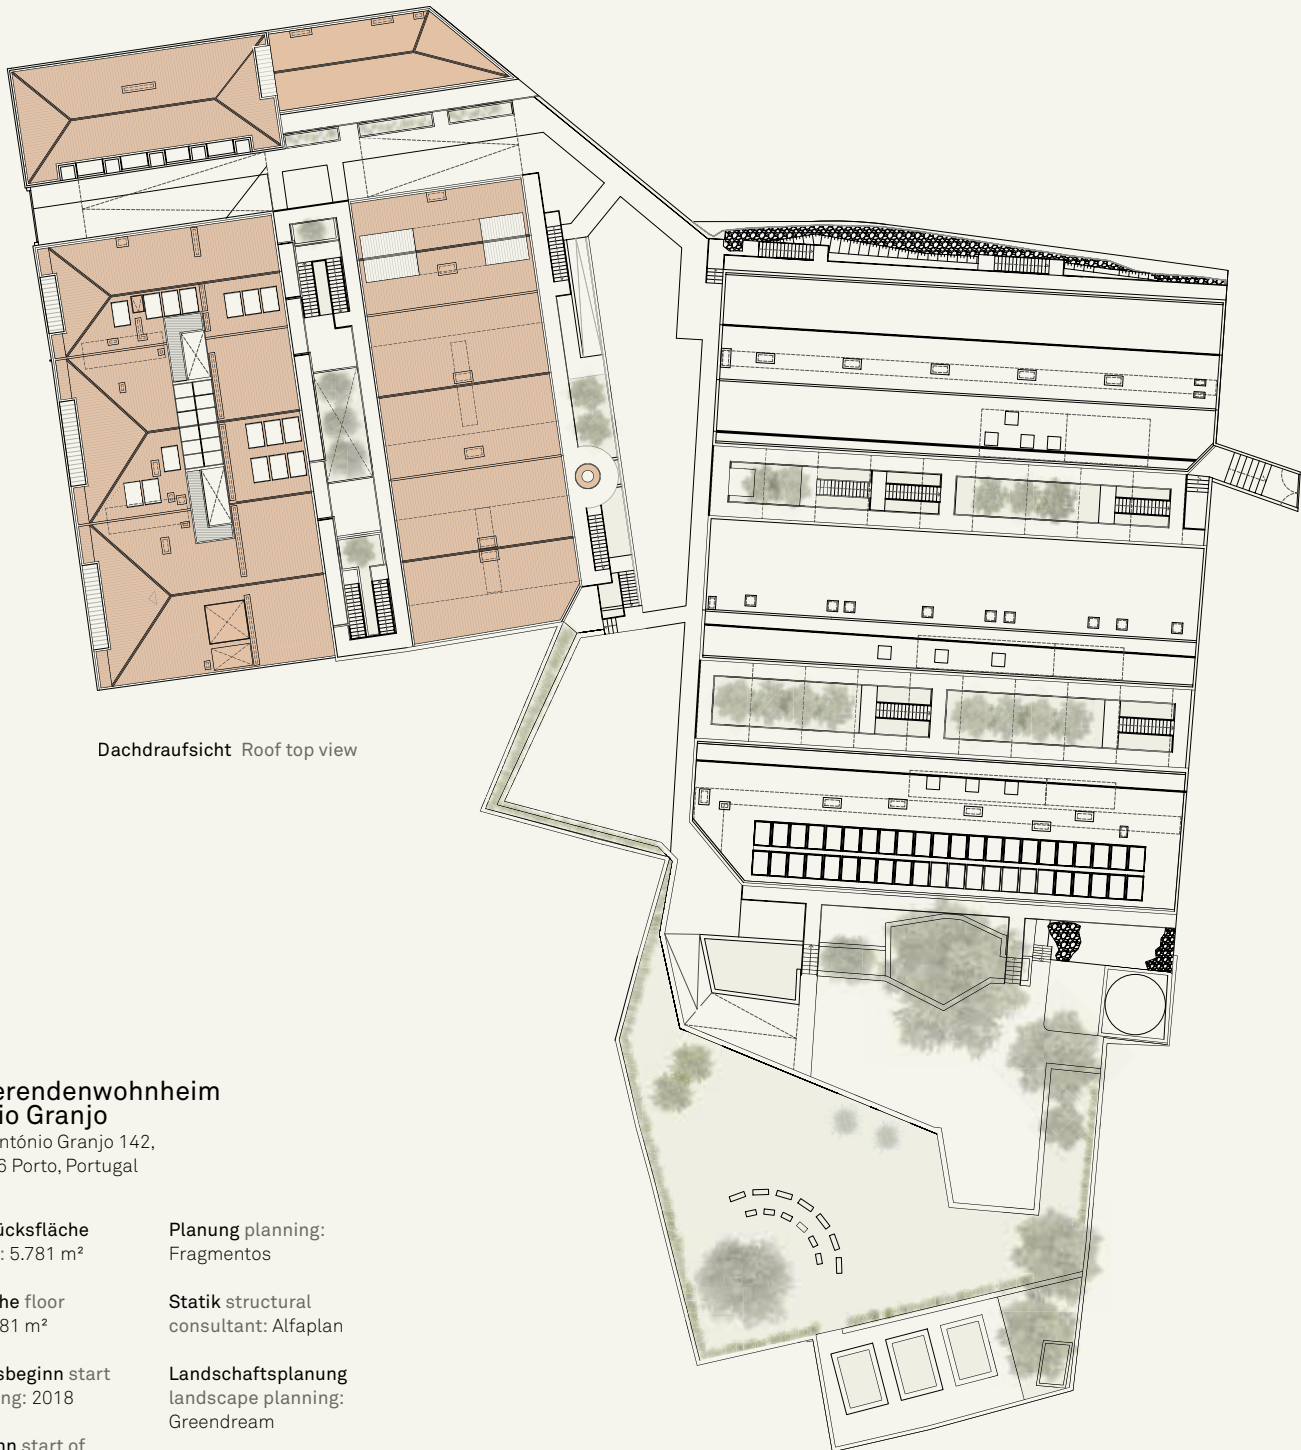 Dachdraufsicht Roof top view
erendenwohnheim
io Granjo
ntónio Granjo 142,
6 Porto, Portugal
ücksfläche
: 5.781 m²
he floor
81 m²
sbeginn start
ng: 2018
nn start of
Planung planning:
Fragmentos
Statik structural
consultant: Alfaplan
Landschaftsplanung
landscape planning:
Greendream